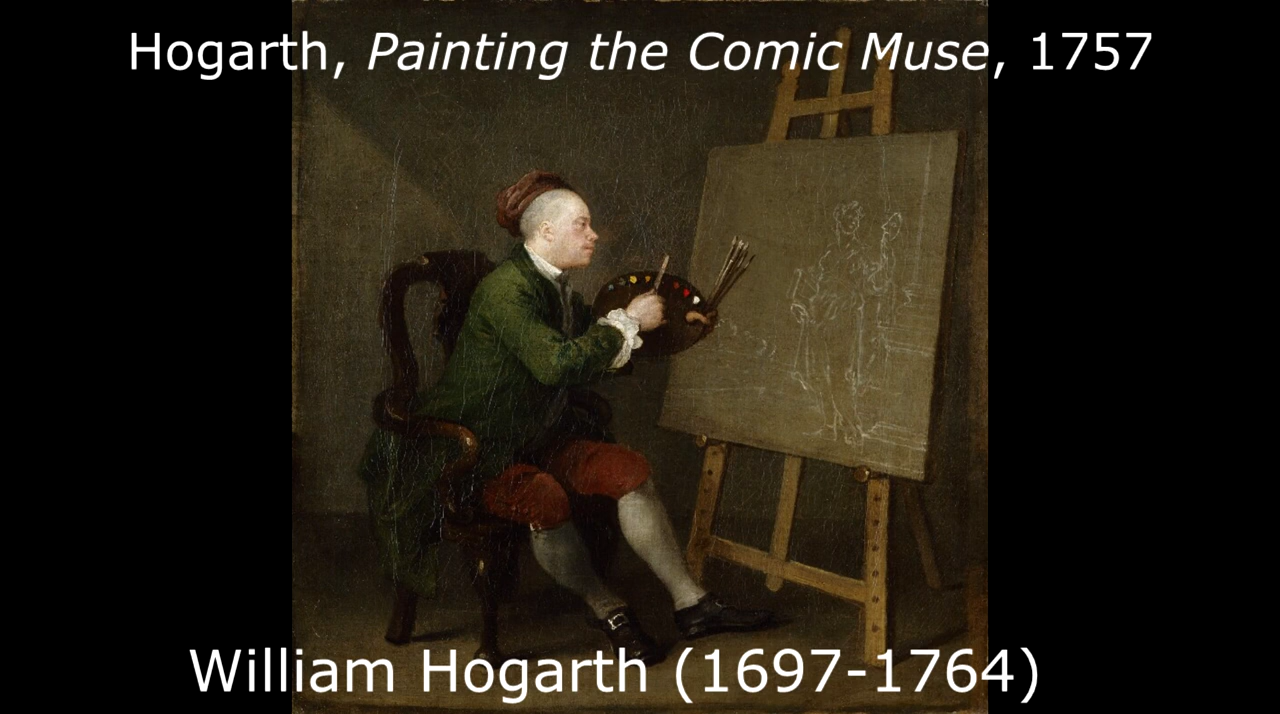 Hogarth, Painting the Comic Muse, 1757
William Hogarth (1697-1764)